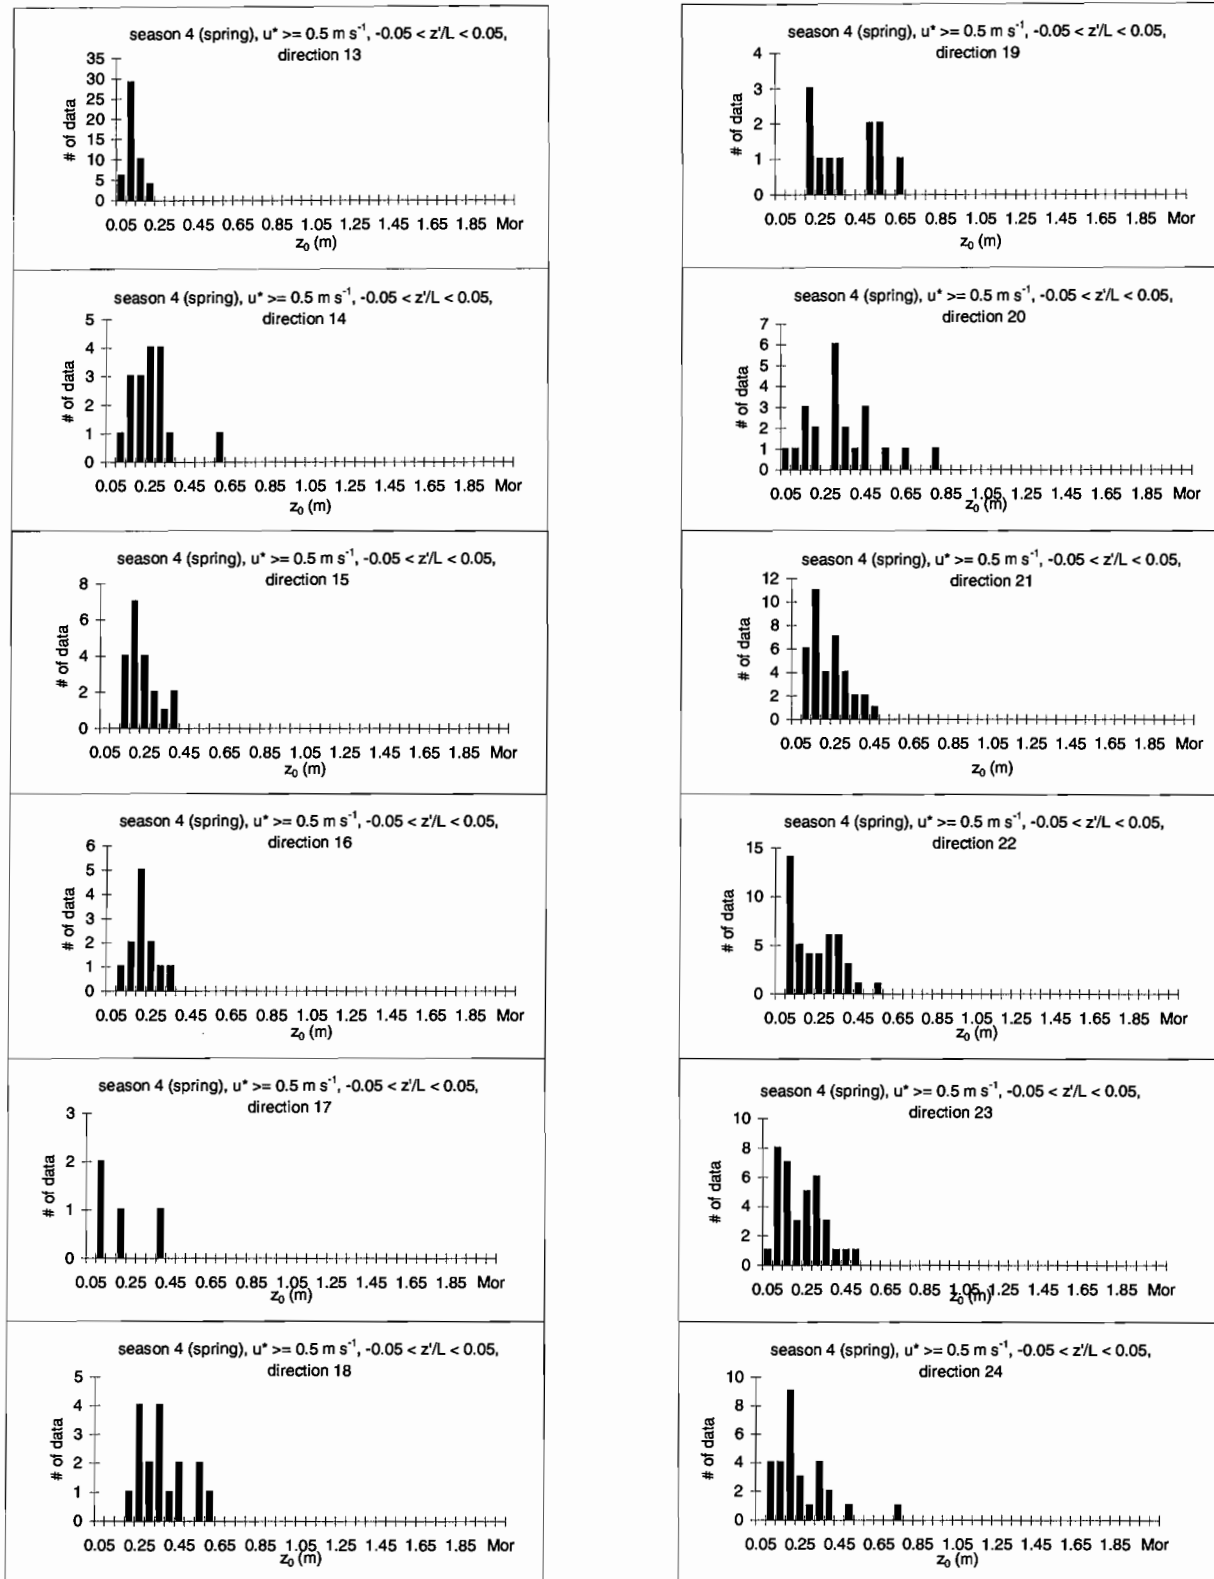 season 4 (spring), u* >= 0.5 m s-1, -0.05 < z'/L < 0.05,
direction 13
# of data
35
30
25
20
15
10
5
0
0.05 0.25 0.45 0.65 0.85 1.05 1.25 1.45 1.65 1.85 Mor
z0 (m)
season 4 (spring), u* >= 0.5 m s-1, -0.05 < z'/L < 0.05,
direction 14
# of data
5
4
3
2
1
0
0.05 0.25 0.45 0.65 0.85 1.05 1.25 1.45 1.65 1.85 Mor
z0 (m)
season 4 (spring), u* >= 0.5 m s-1, -0.05 < z'/L < 0.05,
direction 15
# of data
8
6
4
2
0
0.05 0.25 0.45 0.65 0.85 1.05 1.25 1.45 1.65 1.85 Mor
z0 (m)
season 4 (spring), u* >= 0.5 m s-1, -0.05 < z'/L < 0.05,
direction 16
# of data
6
5
4
3
2
1
0
0.05 0.25 0.45 0.65 0.85 1.05 1.25 1.45 1.65 1.85 Mor
z0 (m)
season 4 (spring), u* >= 0.5 m s-1, -0.05 < z'/L < 0.05,
direction 17
# of data
3
2
1
0
0.05 0.25 0.45 0.65 0.85 1.05 1.25 1.45 1.65 1.85 Mor
z0 (m)
season 4 (spring), u* >= 0.5 m s-1, -0.05 < z'/L < 0.05,
direction 18
# of data
5
4
3
2
1
0
0.05 0.25 0.45 0.65 0.85 1.05 1.25 1.45 1.65 1.85 Mor
z0 (m)
season 4 (spring), u* >= 0.5 m s-1, -0.05 < z'/L < 0.05,
direction 19
# of data
4
3
2
1
0
0.05 0.25 0.45 0.65 0.85 1.05 1.25 1.45 1.65 1.85 Mor
z0 (m)
season 4 (spring), u* >= 0.5 m s-1, -0.05 < z'/L < 0.05,
direction 20
# of data
7
6
5
4
3
2
1
0
0.05 0.25 0.45 0.65 0.85 1.05 1.25 1.45 1.65 1.85 Mor
z0 (m)
season 4 (spring), u* >= 0.5 m s-1, -0.05 < z'/L < 0.05,
direction 21
# of data
12
10
8
6
4
2
0
0.05 0.25 0.45 0.65 0.85 1.05 1.25 1.45 1.65 1.85 Mor
z0 (m)
season 4 (spring), u* >= 0.5 m s-1, -0.05 < z'/L < 0.05,
direction 22
# of data
15
10
5
0
0.05 0.25 0.45 0.65 0.85 1.05 1.25 1.45 1.65 1.85 Mor
z0 (m)
season 4 (spring), u* >= 0.5 m s-1, -0.05 < z'/L < 0.05,
direction 23
# of data
10
8
6
4
2
0
0.05 0.25 0.45 0.65 0.85 1.05 1.25 1.45 1.65 1.85 Mor
z0 (m)
season 4 (spring), u* >= 0.5 m s-1, -0.05 < z'/L < 0.05,
direction 24
# of data
10
8
6
4
2
0
0.05 0.25 0.45 0.65 0.85 1.05 1.25 1.45 1.65 1.85 Mor
z0 (m)